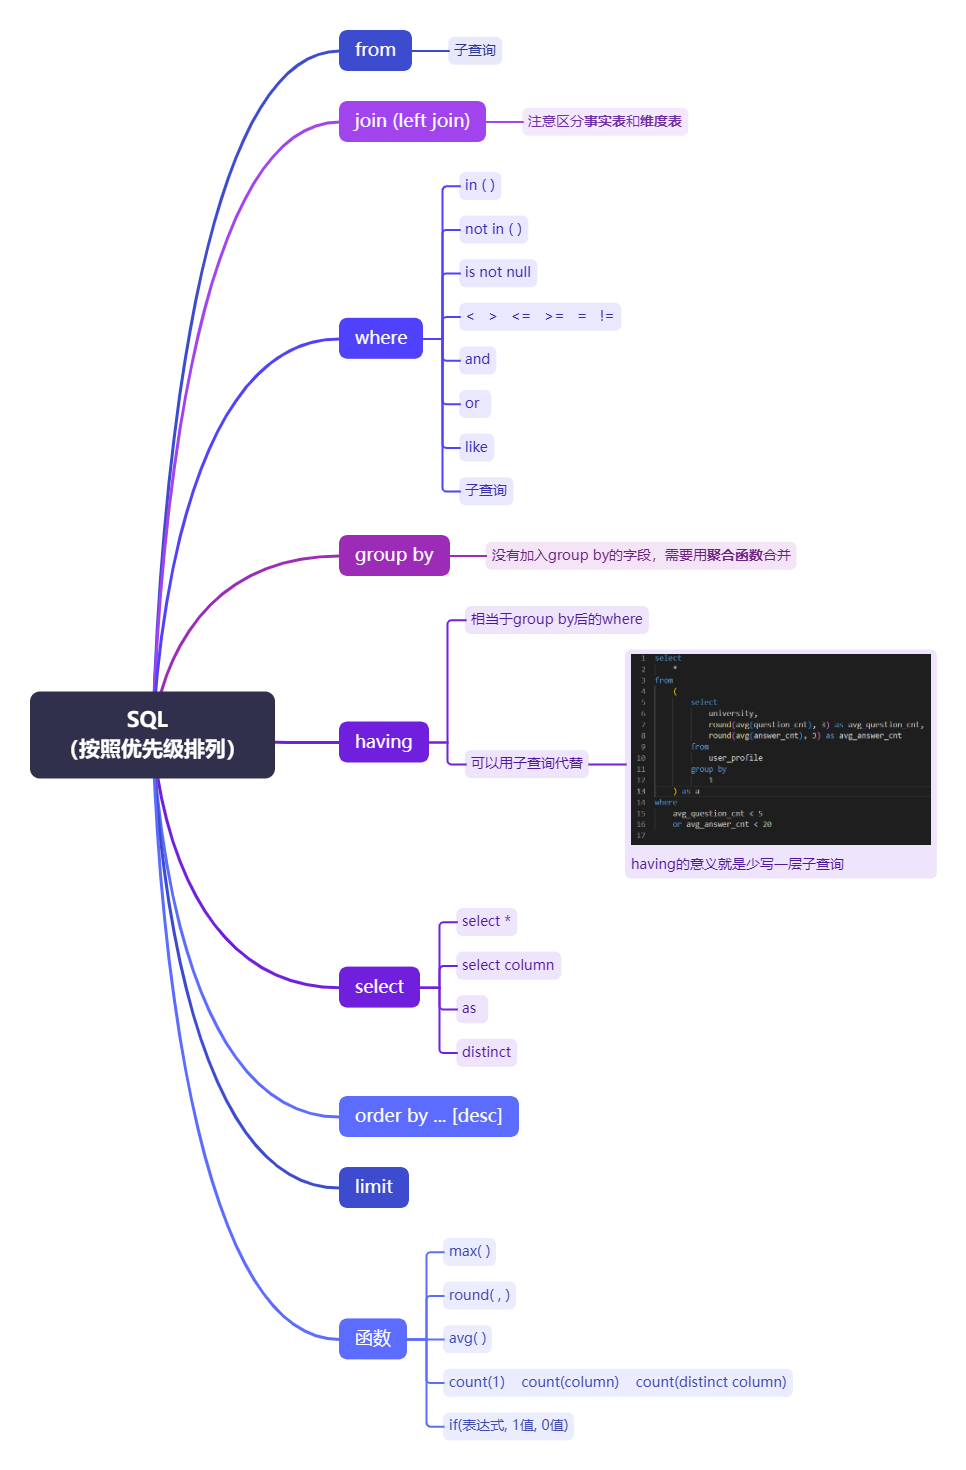 from
子查询
join (left join)
注意区分事实表和维度表
where
in ( )
not in ( )
is not null
< > <= >= = !=
and
or
like
子查询
group by
没有加入group by的字段，需要用聚合函数合并
SQL
（按照优先级排列）
having
相当于group by后的where
可以用子查询代替
1 select
2 *
3 from
4 (
5 select
6 university,
7 round(avg(question_cnt), 3) as avg_question_cnt,
8 round(avg(answer_cnt), 3) as avg_answer_cnt
9 from
10 user_profile
11 group by
12 1
13 ) as a
14 where
15 avg_question_cnt < 5
16 or avg_answer_cnt < 20
17
having的意义就是少写一层子查询
select
select *
select column
as
distinct
order by ... [desc]
limit
函数
max( )
round( , )
avg( )
count(1) count(column) count(distinct column)
if(表达式, 1值, 0值)